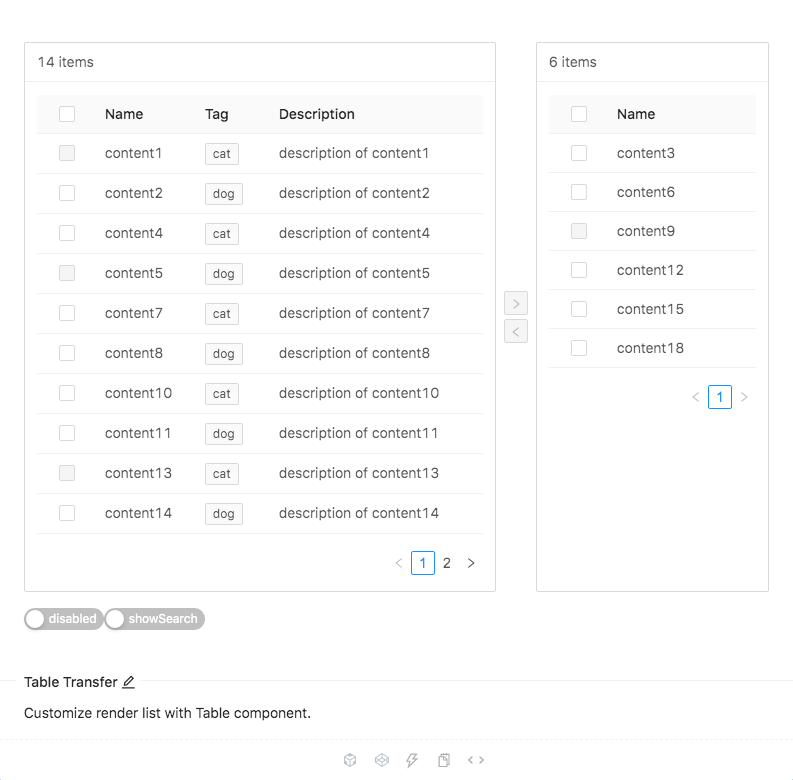 14 items
Name Tag Description
content1 cat description of content1
content2 dog description of content2
content4 cat description of content4
content5 dog description of content5
content7 cat description of content7
content8 dog description of content8
content10 cat description of content10
content11 dog description of content11
content13 cat description of content13
content14 dog description of content14
1 2
6 items
Name
content3
content6
content9
content12
content15
content18
1
disabled showSearch
Table Transfer
Customize render list with Table component.